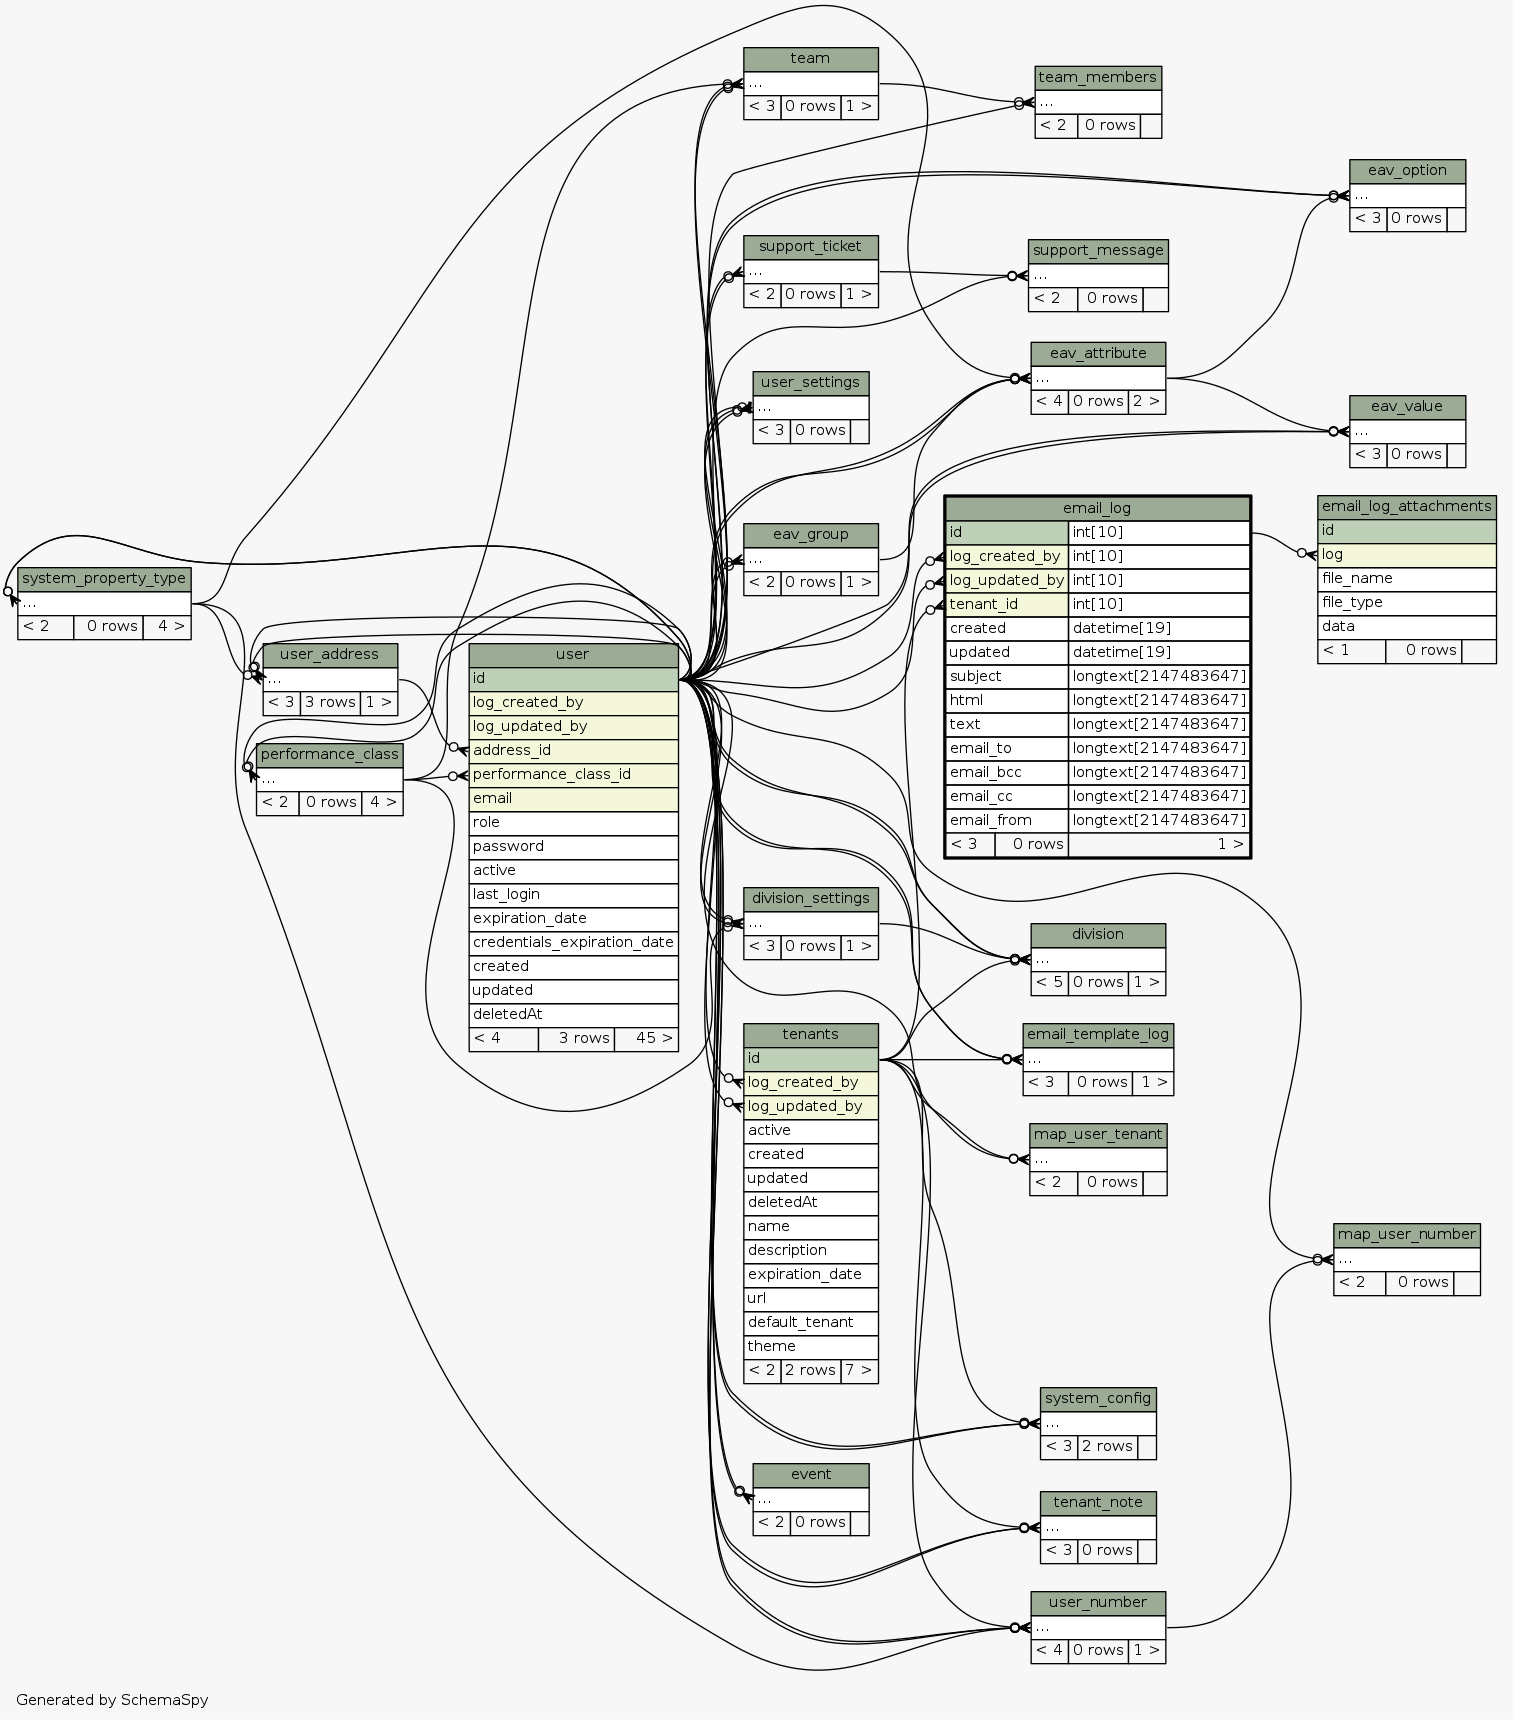 team
...
< 3 0 rows 1 >
team_members
...
< 2 0 rows
eav_option
...
< 3 0 rows
support_ticket
...
< 2 0 rows 1 >
support_message
...
< 2 0 rows
eav_attribute
...
< 4 0 rows 2 >
user_settings
...
< 3 0 rows
eav_value
...
< 3 0 rows
email_log
id int[10]
log_created_by int[10]
log_updated_by int[10]
tenant_id int[10]
created datetime[19]
updated datetime[19]
subject longtext[2147483647]
html longtext[2147483647]
text longtext[2147483647]
email_to longtext[2147483647]
email_bcc longtext[2147483647]
email_cc longtext[2147483647]
email_from longtext[2147483647]
< 3 0 rows 1 >
email_log_attachments
id
log
file_name
file_type
data
< 1 0 rows
eav_group
...
< 2 0 rows 1 >
system_property_type
...
< 2 0 rows 4 >
user_address
...
< 3 3 rows 1 >
performance_class
...
< 2 0 rows 4 >
user
id
log_created_by
log_updated_by
address_id
performance_class_id
email
role
password
active
last_login
expiration_date
credentials_expiration_date
created
updated
deletedAt
< 4 3 rows 45 >
division_settings
...
< 3 0 rows 1 >
division
...
< 5 0 rows 1 >
tenants
id
log_created_by
log_updated_by
active
created
updated
deletedAt
name
description
expiration_date
url
default_tenant
theme
< 2 2 rows 7 >
email_template_log
...
< 3 0 rows 1 >
map_user_tenant
...
< 2 0 rows
map_user_number
...
< 2 0 rows
system_config
...
< 3 2 rows
event
...
< 2 0 rows
tenant_note
...
< 3 0 rows
user_number
...
< 4 0 rows 1 >
Generated by SchemaSpy